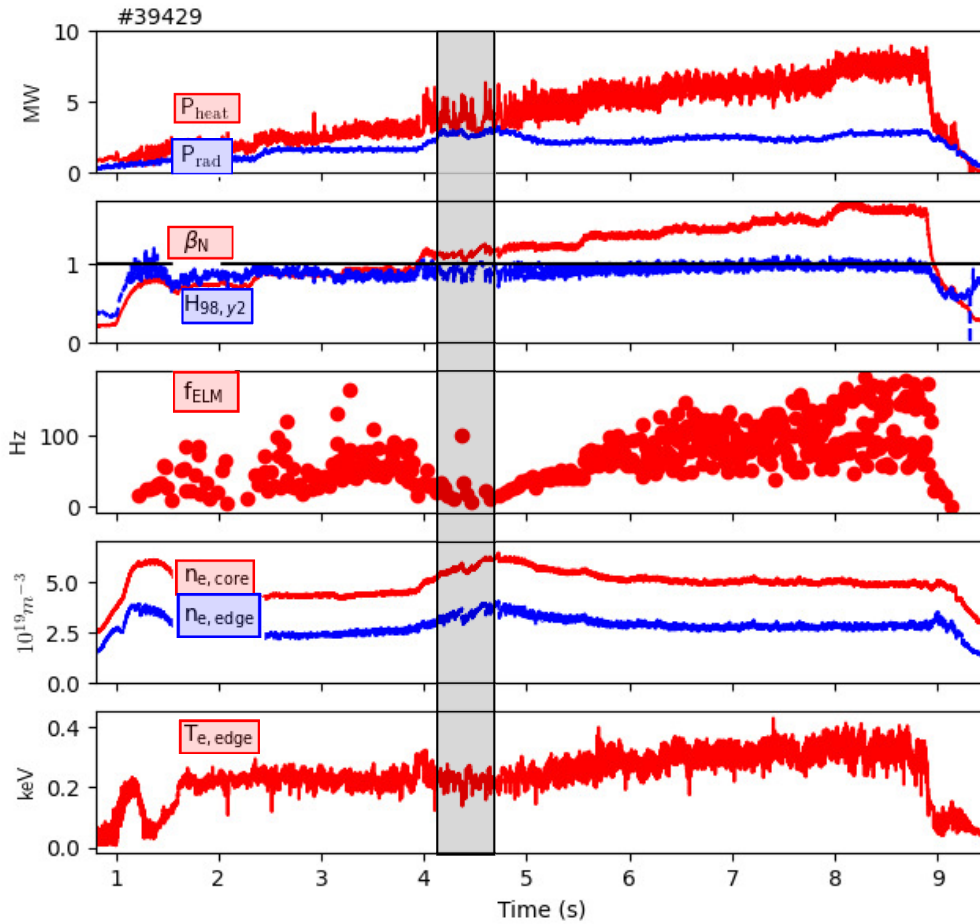 #39429
10
5
0
MW
P_heat
P_rad
1
0
β_N
H_98,y2
100
0
Hz
f_ELM
5.0
2.5
0.0
10^19 m^−3
n_e,core
n_e,edge
0.4
0.2
0.0
keV
T_e,edge
1 2 3 4 5 6 7 8 9
Time (s)